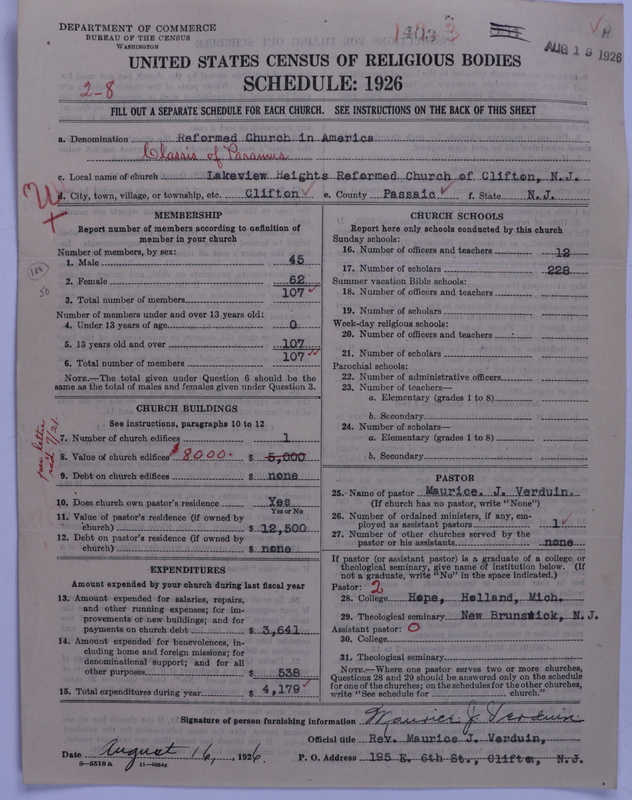 DEPARTMENT OF COMMERCE
BUREAU OF THE CENSUS
WASHINGTON
AUG 19 1926
UNITED STATES CENSUS OF RELIGIOUS BODIES
SCHEDULE: 1926
2-8
FILL OUT A SEPARATE SCHEDULE FOR EACH CHURCH. SEE INSTRUCTIONS ON THE BACK OF THIS SHEET
a. Denomination Reformed Church in America
Classis of Paramus
c. Local name of church Lakeview Heights Reformed Church of Clifton, N.J.
d. City, town, village, or township, etc. Clifton e. County Passaic f. State N.J.
MEMBERSHIP
Report number of members according to definition of
member in your church
Number of members, by sex:
1. Male 45
2. Female 62
3. Total number of members 107
Number of members under and over 13 years old:
4. Under 13 years of age 0
5. 13 years old and over 107
6. Total number of members 107
NOTE.—The total given under Question 6 should be
same as the total of males and females given under Question 3.
CHURCH BUILDINGS
See instructions, paragraphs 10 to 12
per letter
7. Number of church edifices 1
8. Value of church edifices $8000. $ 5,000
9. Debt on church edifices $ none
10. Does church own pastor's residence Yes
Yes or No
11. Value of pastor's residence (if owned by
church) $ 12,500
12. Debt on pastor's residence (if owned by
church) $ none
EXPENDITURES
Amount expended by your church during last fiscal year
13. Amount expended for salaries, repairs,
and other running expenses; for im-
provements or new buildings; and for
payments on church debt $ 3,641
14. Amount expended for benevolences, in-
cluding home and foreign missions; for
denominational support; and for all
other purposes $ 538
15. Total expenditures during year $ 4,179
CHURCH SCHOOLS
Report here only schools conducted by this church
Sunday schools:
16. Number of officers and teachers 12
17. Number of scholars 228
Summer vacation Bible schools:
18. Number of officers and teachers
19. Number of scholars
Week-day religious schools:
20. Number of officers and teachers
21. Number of scholars
Parochial schools:
22. Number of administrative officers
23. Number of teachers—
a. Elementary (grades 1 to 8)
b. Secondary
24. Number of scholars—
a. Elementary (grades 1 to 8)
b. Secondary
PASTOR
25. Name of pastor Maurice. J. Verduin.
(If church has no pastor, write "None")
26. Number of ordained ministers, if any, em-
ployed as assistant pastors 1
27. Number of other churches served by the
pastor or his assistants none
If pastor (or assistant pastor) is a graduate of a college or
theological seminary, give name of institution below. (If
not a graduate, write "No" in the space indicated.)
Pastor: 2
28. College Hope, Holland, Mich.
29. Theological seminary New Brunswick, N.J.
Assistant pastor: 0
30. College
31. Theological seminary
NOTE.—Where one pastor serves two or more churches,
Questions 28 and 29 should be answered only on the schedule
for one of the churches; on the schedules for the other churches,
write "See schedule for church."
Signature of person furnishing information Maurice J. Verduin
Official title Rev. Maurice J. Verduin,
Date August 16, 1926 P. O. Address 195 E. 6th St., Clifton, N.J.
8—5518a